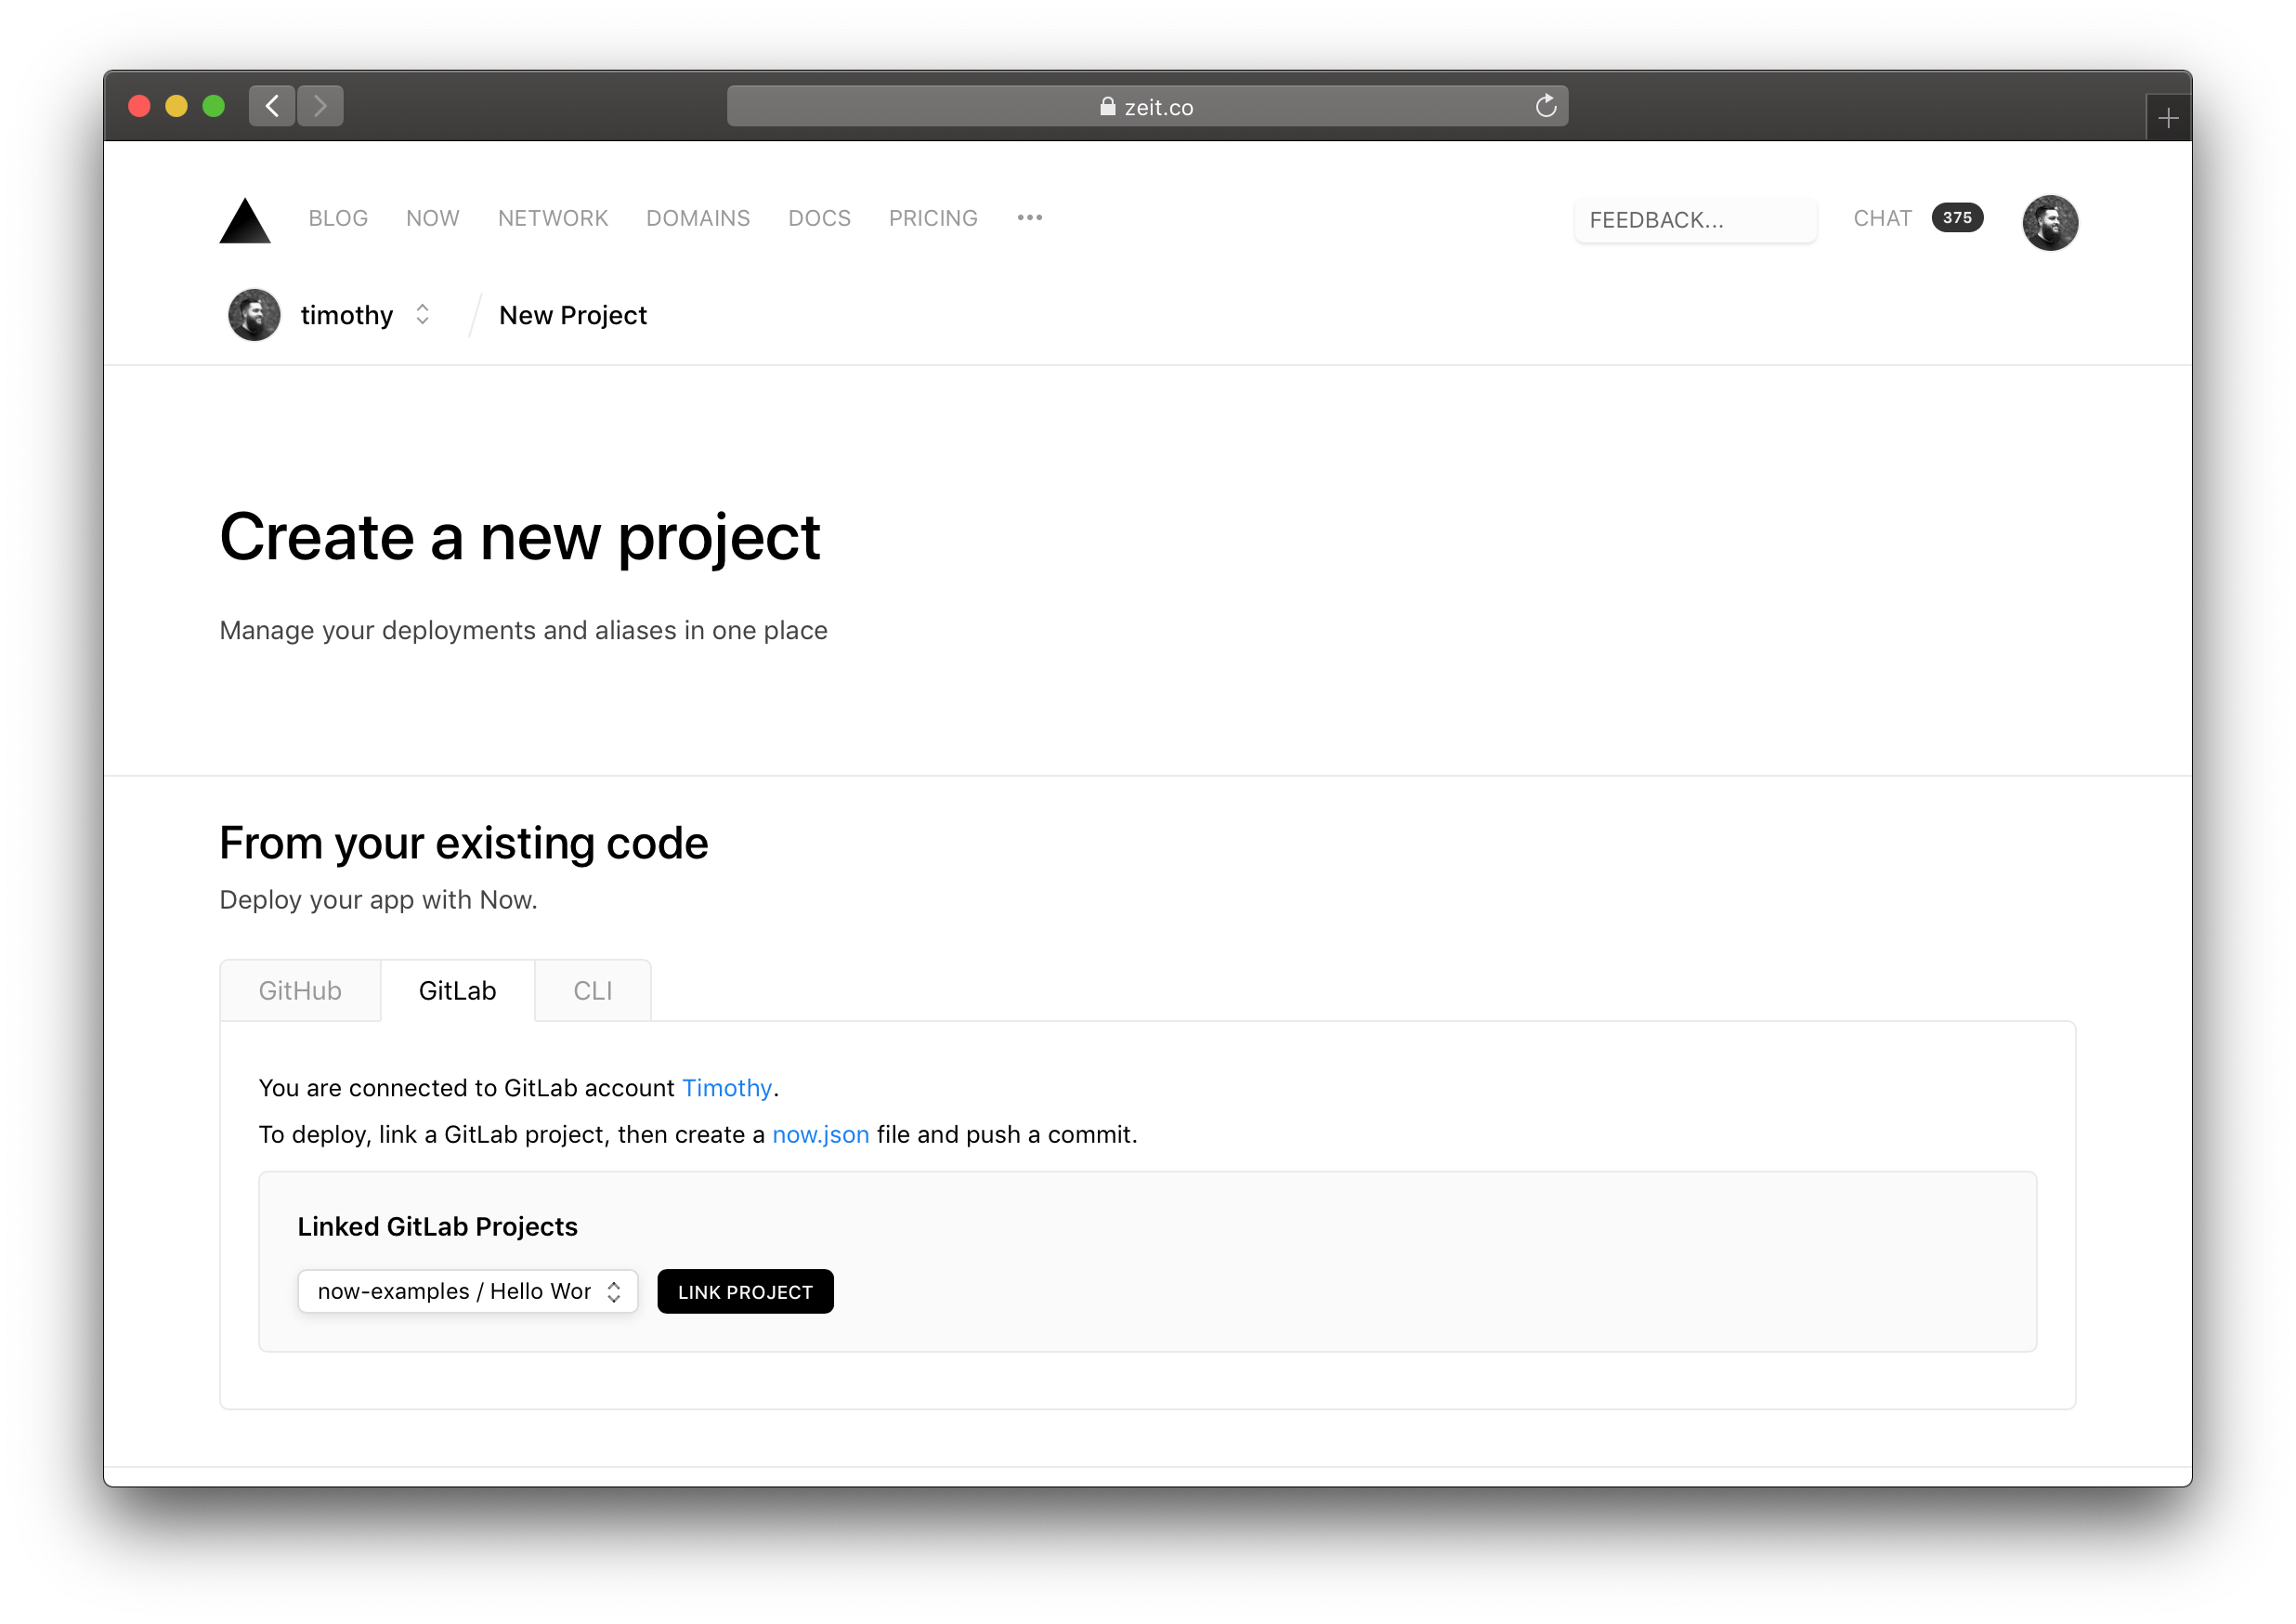 zeit.co
BLOG NOW NETWORK DOMAINS DOCS PRICING ••• FEEDBACK... CHAT 375
timothy / New Project
Create a new project
Manage your deployments and aliases in one place
From your existing code
Deploy your app with Now.
GitHub GitLab CLI
You are connected to GitLab account Timothy.
To deploy, link a GitLab project, then create a now.json file and push a commit.
Linked GitLab Projects
now-examples / Hello Wor LINK PROJECT